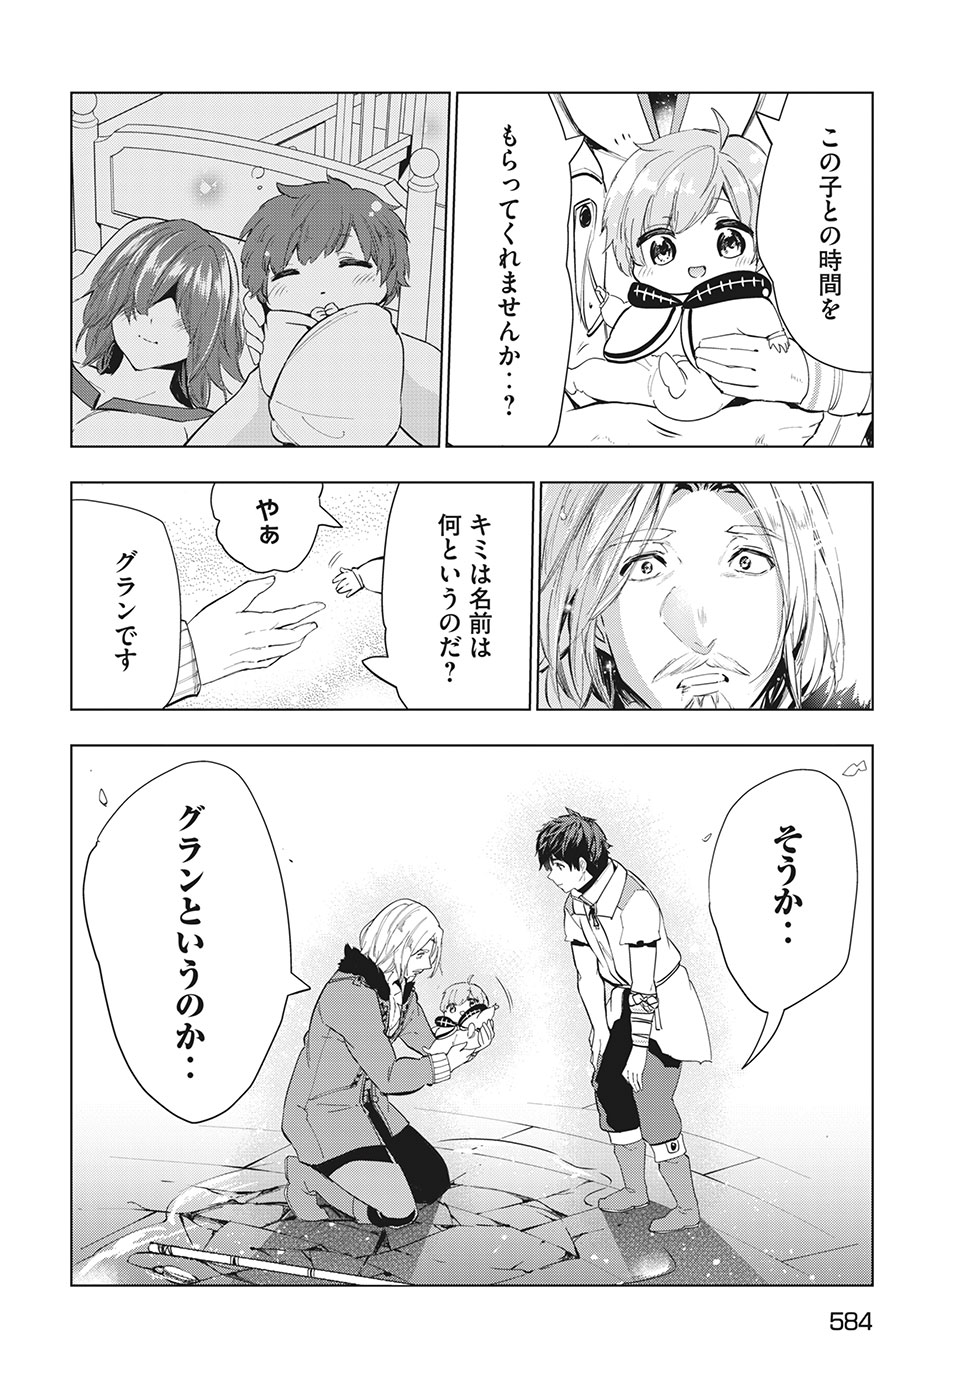 この子との時間を
もらってくれませんか‥?
キミは名前は
何というのだ?
やぁ
グランです
そうか‥
グランというのか‥
584